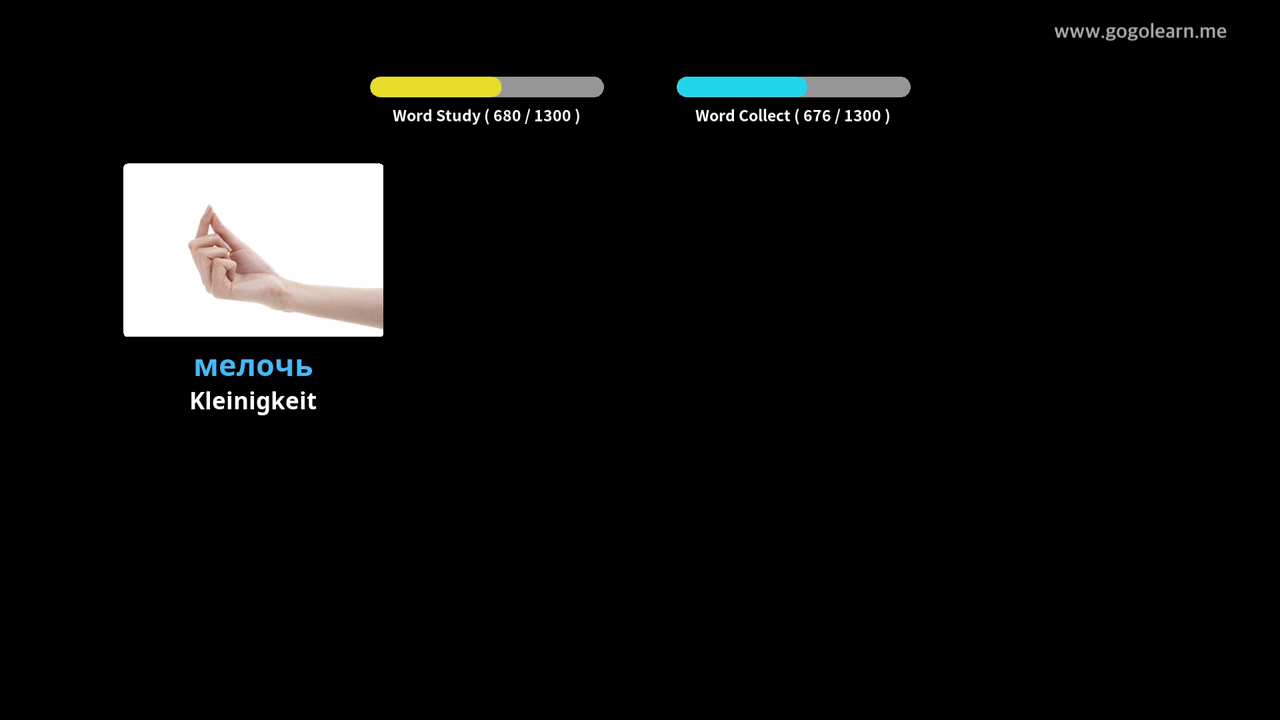 www.gogolearn.me
Word Study ( 680 / 1300 )
Word Collect ( 676 / 1300 )
мелочь
Kleinigkeit